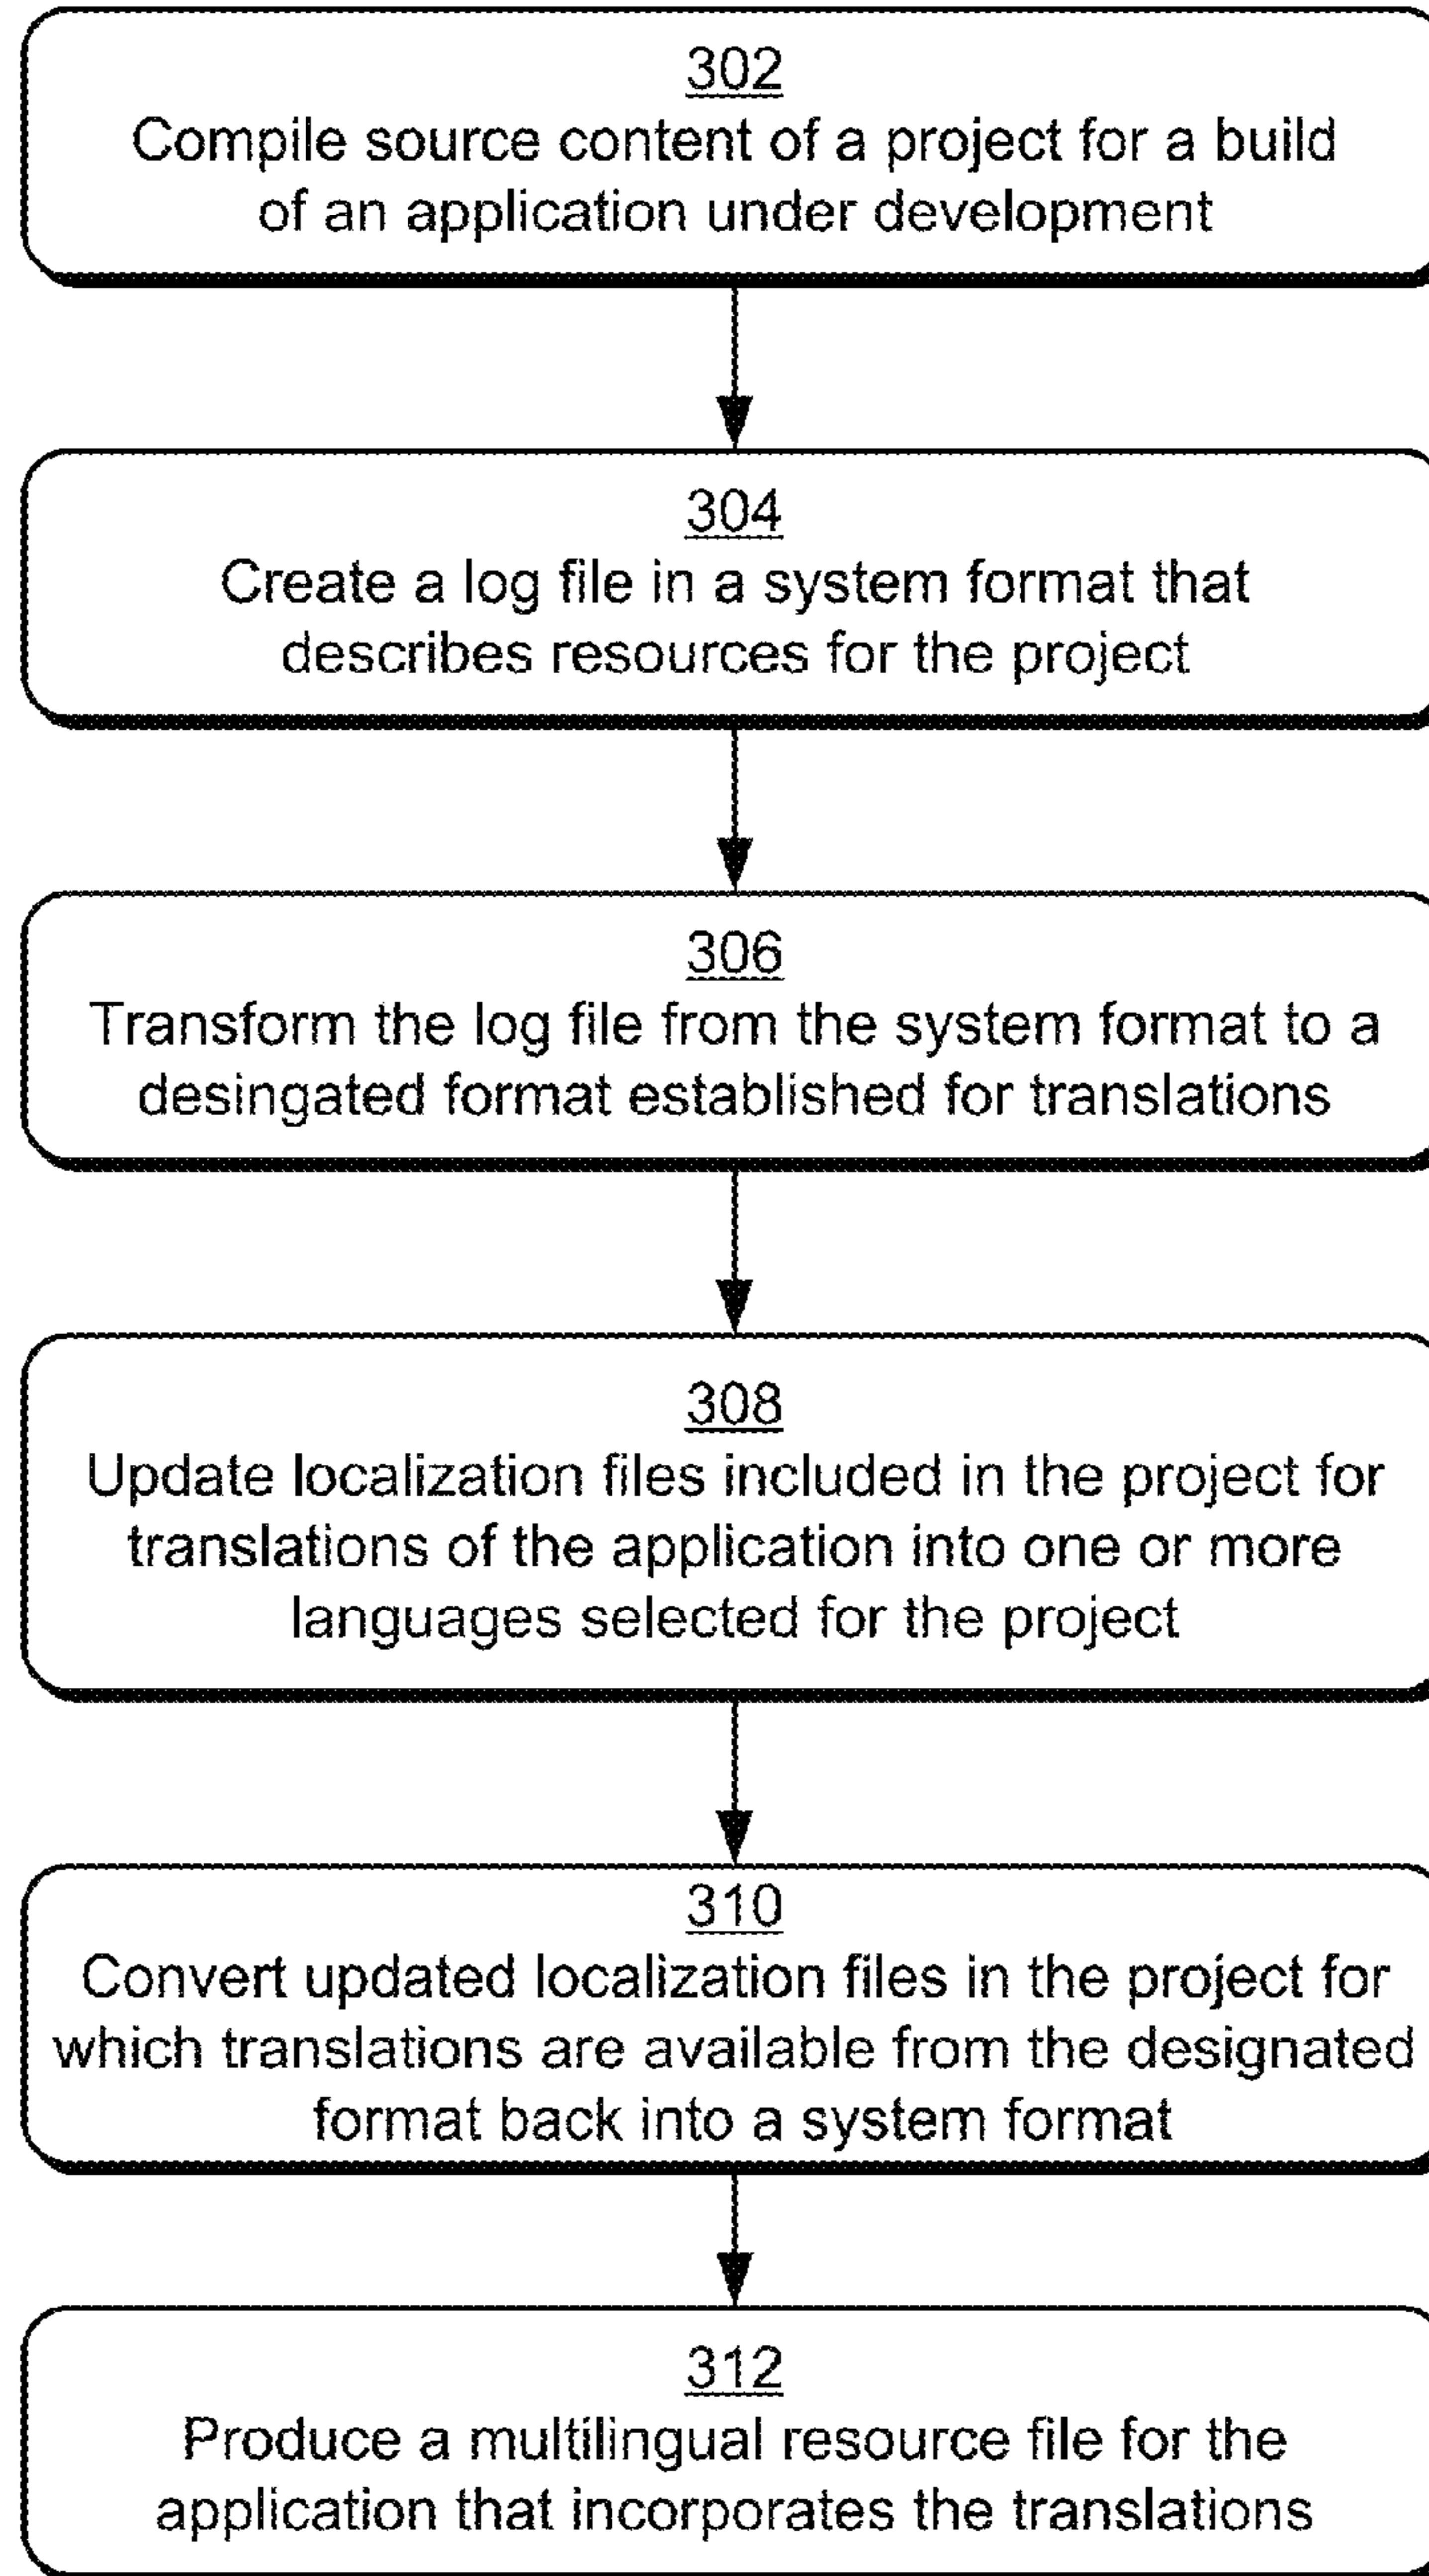 302
Compile source content of a project for a build
of an application under development
304
Create a log file in a system format that
describes resources for the project
306
Transform the log file from the system format to a
desingated format established for translations
308
Update localization files included in the project for
translations of the application into one or more
languages selected for the project
310
Convert updated localization files in the project for
which translations are available from the designated
format back into a system format
312
Produce a multilingual resource file for the
application that incorporates the translations